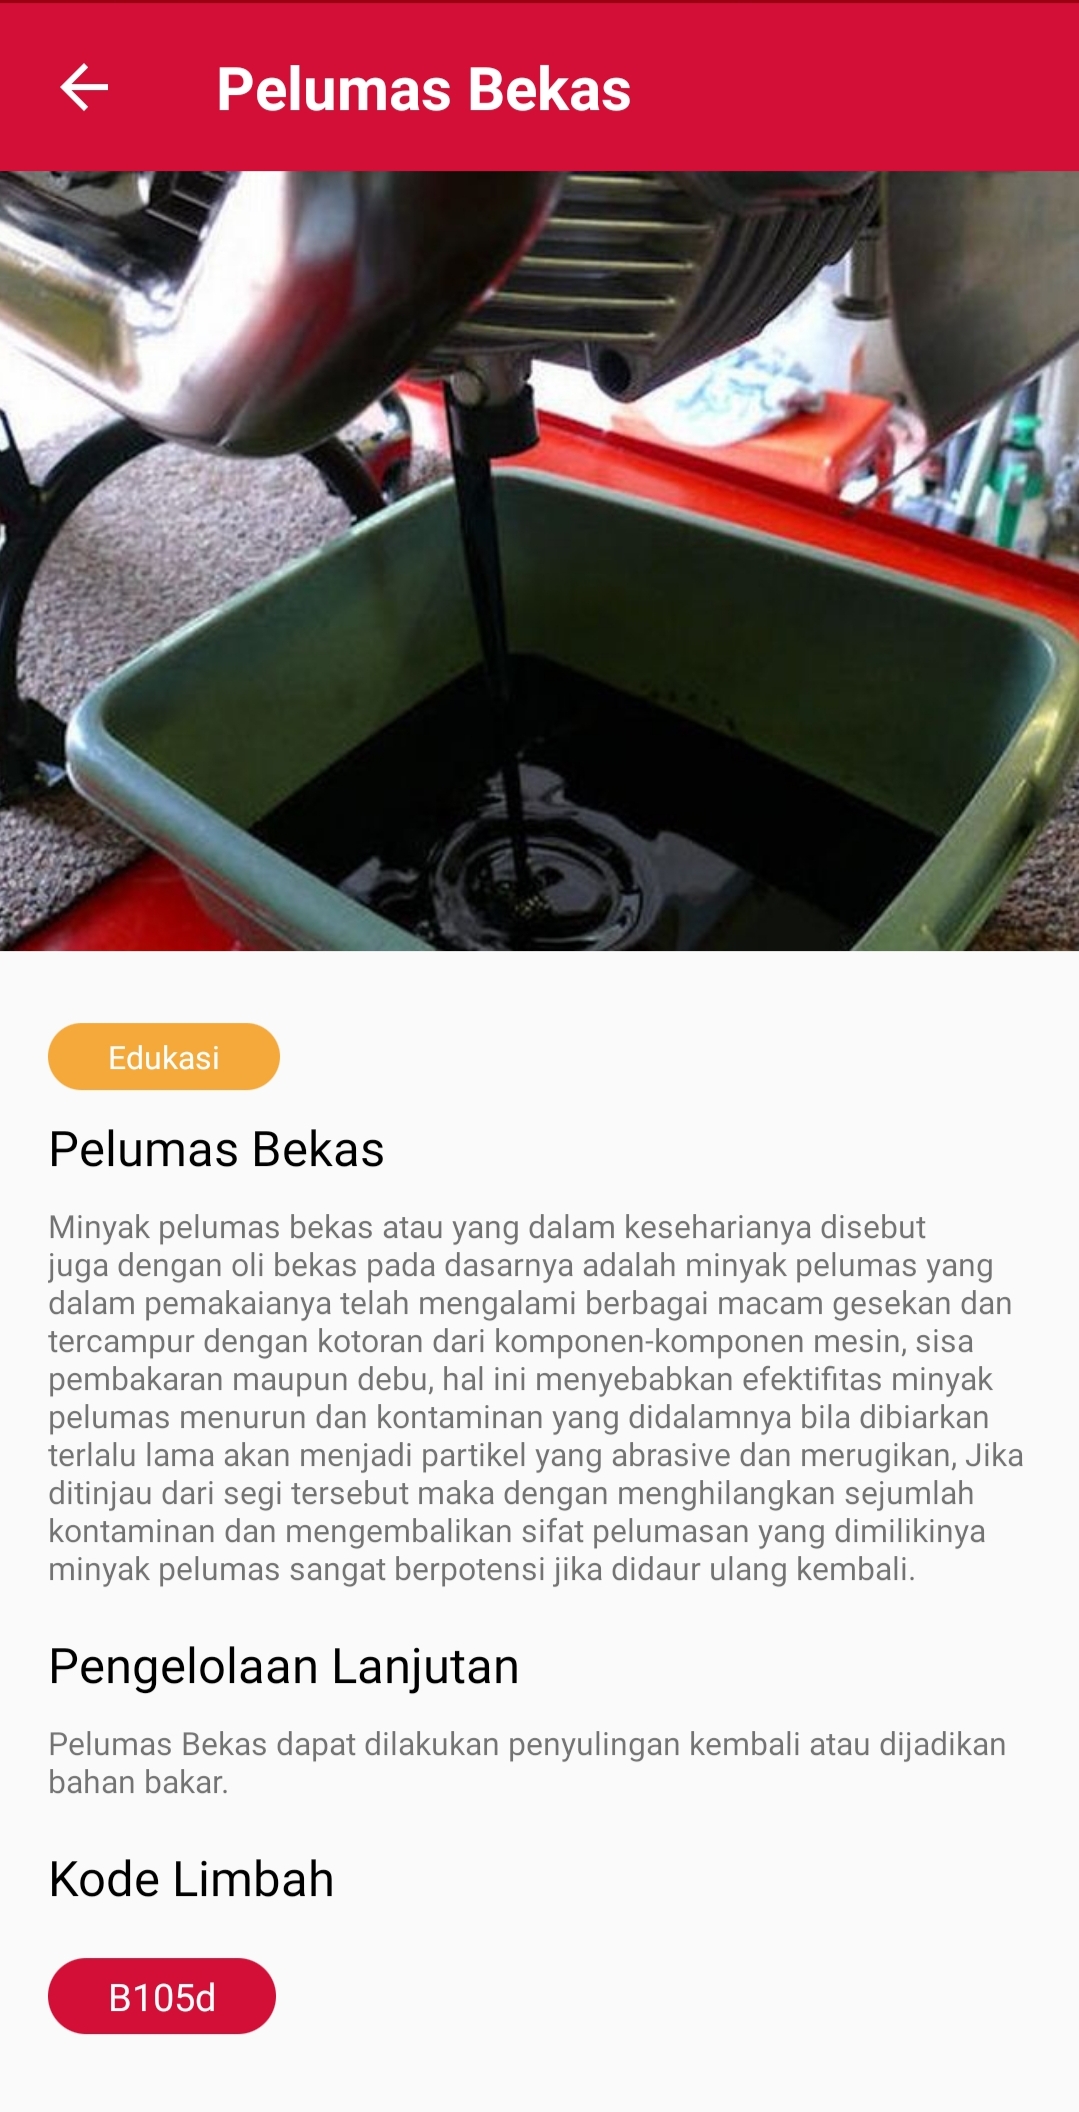 Pelumas Bekas
Edukasi
Pelumas Bekas
Minyak pelumas bekas atau yang dalam keseharianya disebut
juga dengan oli bekas pada dasarnya adalah minyak pelumas yang
dalam pemakaianya telah mengalami berbagai macam gesekan dan
tercampur dengan kotoran dari komponen-komponen mesin, sisa
pembakaran maupun debu, hal ini menyebabkan efektifitas minyak
pelumas menurun dan kontaminan yang didalamnya bila dibiarkan
terlalu lama akan menjadi partikel yang abrasive dan merugikan, Jika
ditinjau dari segi tersebut maka dengan menghilangkan sejumlah
kontaminan dan mengembalikan sifat pelumasan yang dimilikinya
minyak pelumas sangat berpotensi jika didaur ulang kembali.
Pengelolaan Lanjutan
Pelumas Bekas dapat dilakukan penyulingan kembali atau dijadikan
bahan bakar.
Kode Limbah
B105d